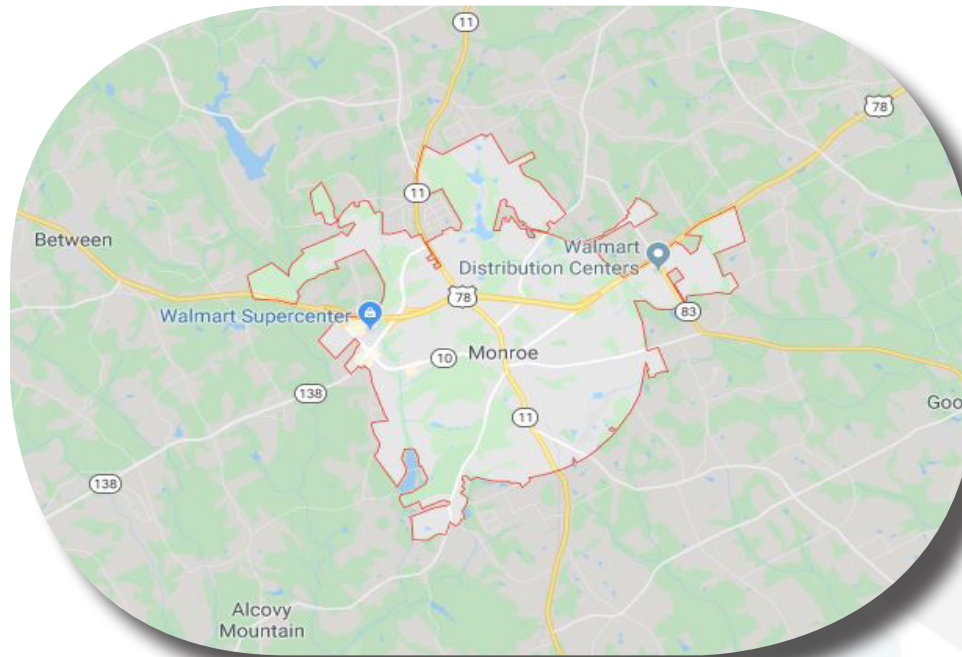 11
78
11
Between
Walmart
Distribution Centers
78
Walmart Supercenter
83
10
Monroe
138
11
Goo
138
Alcovy
Mountain